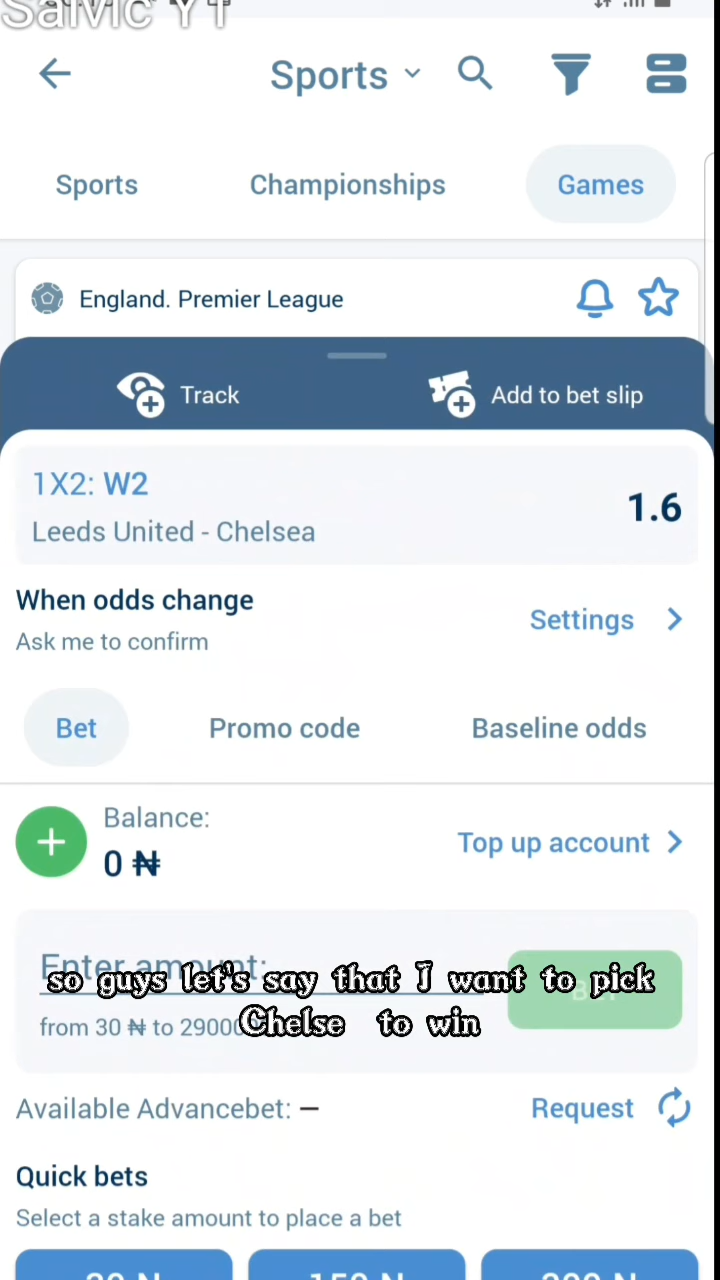 Salvic YT
Sports
Sports Championships Games
England. Premier League
Track Add to bet slip
1X2: W2
1.6
Leeds United - Chelsea
When odds change
Settings
Ask me to confirm
Bet Promo code Baseline odds
Balance:
0 ₦
Top up account
Enter amount:
so guys let's say that I want to pick
Chelse to win
from 30 ₦ to 29000
Available Advancebet: —
Request
Quick bets
Select a stake amount to place a bet